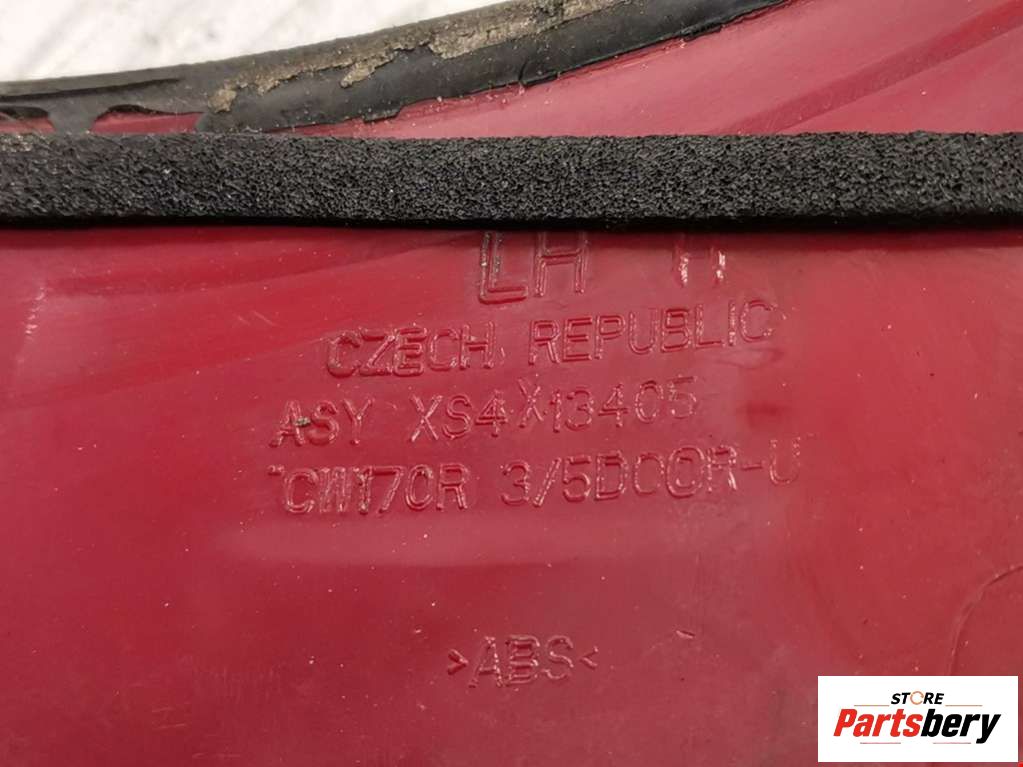 LH
CZECH REPUBLIC
ASY XS4X13405
CW170R 3/5DOOR-U
>ABS<
STORE
Partsbery